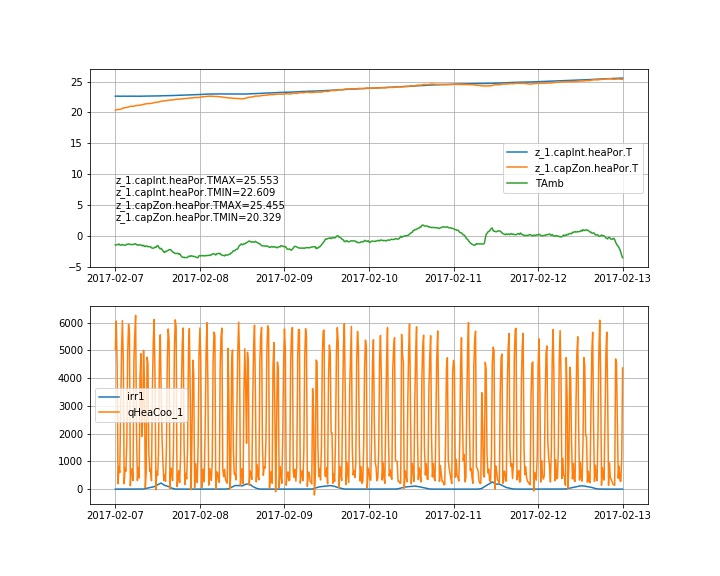 25
20
15
10
5
0
−5
z_1.capInt.heaPor.TMAX=25.553
z_1.capInt.heaPor.TMIN=22.609
z_1.capZon.heaPor.TMAX=25.455
z_1.capZon.heaPor.TMIN=20.329
z_1.capInt.heaPor.T
z_1.capZon.heaPor.T
TAmb
2017-02-07 2017-02-08 2017-02-09 2017-02-10 2017-02-11 2017-02-12 2017-02-13
6000
5000
4000
3000
2000
1000
0
irr1
qHeaCoo_1
2017-02-07 2017-02-08 2017-02-09 2017-02-10 2017-02-11 2017-02-12 2017-02-13